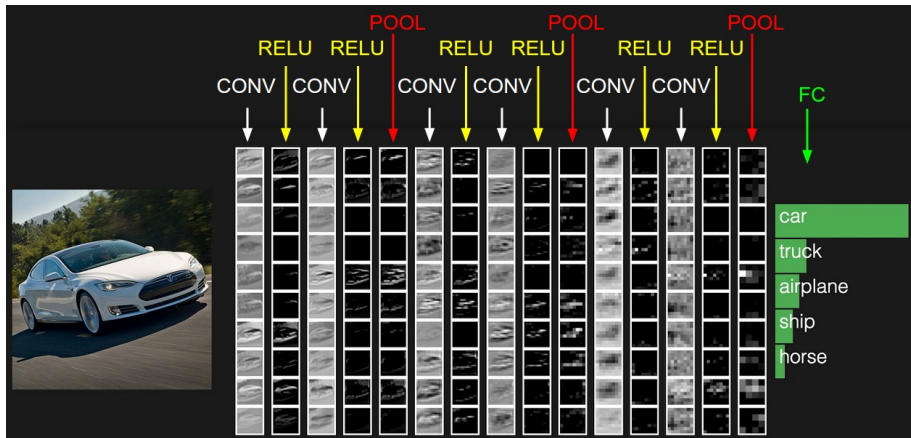 POOL POOL POOL
RELU RELU RELU RELU RELU RELU
CONV CONV CONV CONV CONV CONV
FC
car
truck
airplane
ship
horse